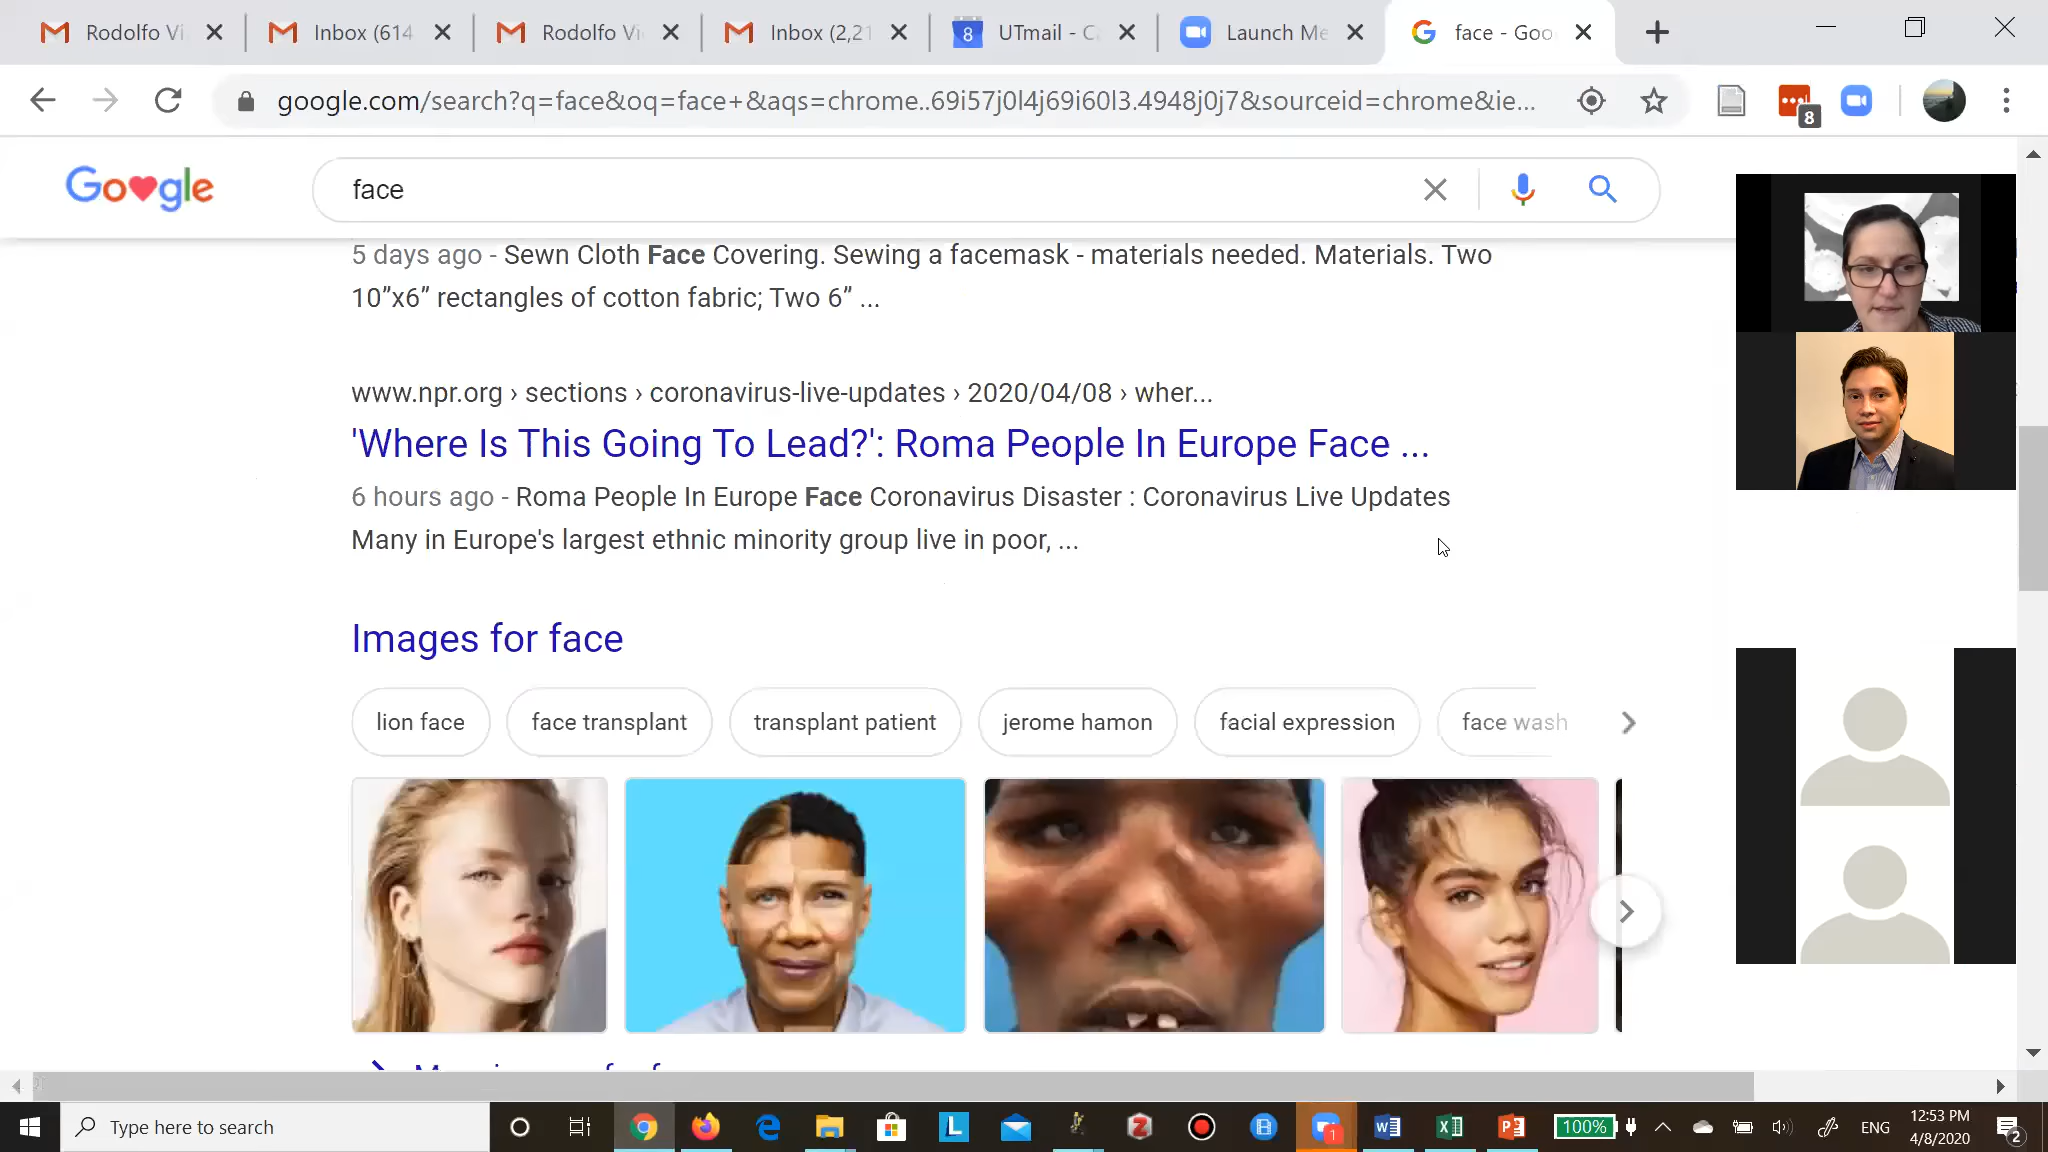 Rodolfo Vi
Inbox (614
Rodolfo Vi
Inbox (2,21
UTmail - C
Launch Me
face - Goo
google.com/search?q=face&oq=face+&aqs=chrome..69i57j0l4j69i60l3.4948j0j7&sourceid=chrome&ie...
8
Google
face
5 days ago - Sewn Cloth Face Covering. Sewing a facemask - materials needed. Materials. Two
10”x6” rectangles of cotton fabric; Two 6” ...
www.npr.org › sections › coronavirus-live-updates › 2020/04/08 › wher...
'Where Is This Going To Lead?': Roma People In Europe Face ...
6 hours ago - Roma People In Europe Face Coronavirus Disaster : Coronavirus Live Updates
Many in Europe's largest ethnic minority group live in poor, ...
Images for face
lion face
face transplant
transplant patient
jerome hamon
facial expression
face wash
Type here to search
100%
ENG
12:53 PM
4/8/2020
2